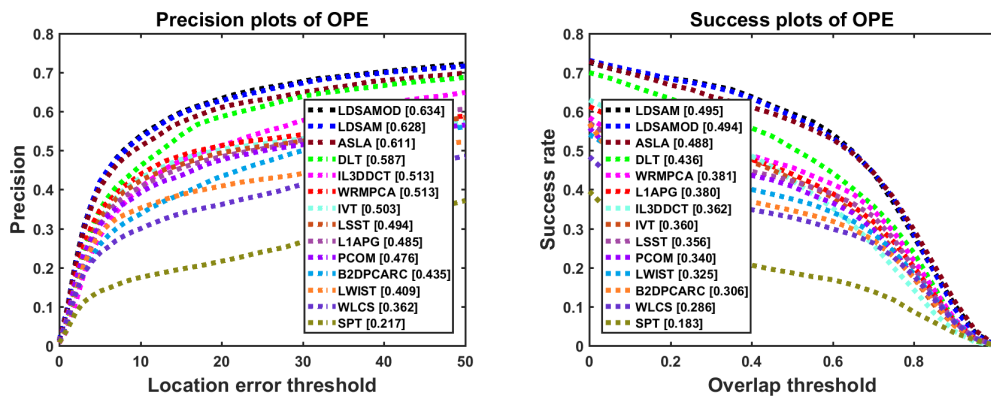 Precision plots of OPE
0.8
0.7
0.6
0.5
0.4
0.3
0.2
0.1
0
Precision
LDSAMOD [0.634]
LDSAM [0.628]
ASLA [0.611]
DLT [0.587]
IL3DDCT [0.513]
WRMPCA [0.513]
IVT [0.503]
LSST [0.494]
L1APG [0.485]
PCOM [0.476]
B2DPCARC [0.435]
LWIST [0.409]
WLCS [0.362]
SPT [0.217]
0 10 20 30 40 50
Location error threshold
Success plots of OPE
0.8
0.7
0.6
0.5
0.4
0.3
0.2
0.1
0
Success rate
LDSAM [0.495]
LDSAMOD [0.494]
ASLA [0.488]
DLT [0.436]
WRMPCA [0.381]
L1APG [0.380]
IL3DDCT [0.362]
IVT [0.360]
LSST [0.356]
PCOM [0.340]
LWIST [0.325]
B2DPCARC [0.306]
WLCS [0.286]
SPT [0.183]
0 0.2 0.4 0.6 0.8
Overlap threshold